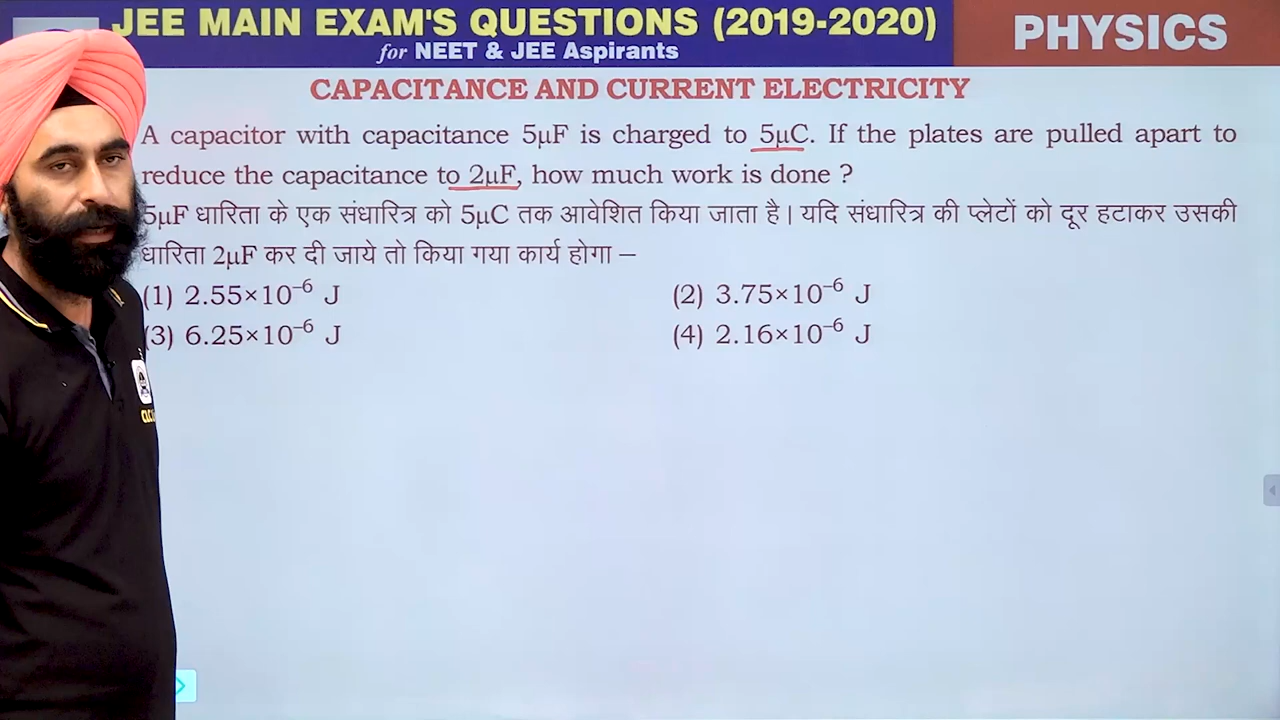 JEE MAIN EXAM'S QUESTIONS (2019-2020)
for NEET & JEE Aspirants
PHYSICS
CAPACITANCE AND CURRENT ELECTRICITY
A capacitor with capacitance 5μF is charged to 5μC. If the plates are pulled apart to
reduce the capacitance to 2μF, how much work is done ?
5μF धारिता के एक संधारित्र को 5μC तक आवेशित किया जाता है। यदि संधारित्र की प्लेटों को दूर हटाकर उसकी
धारिता 2μF कर दी जाये तो किया गया कार्य होगा –
(1) 2.55×10⁻⁶ J
(2) 3.75×10⁻⁶ J
(3) 6.25×10⁻⁶ J
(4) 2.16×10⁻⁶ J